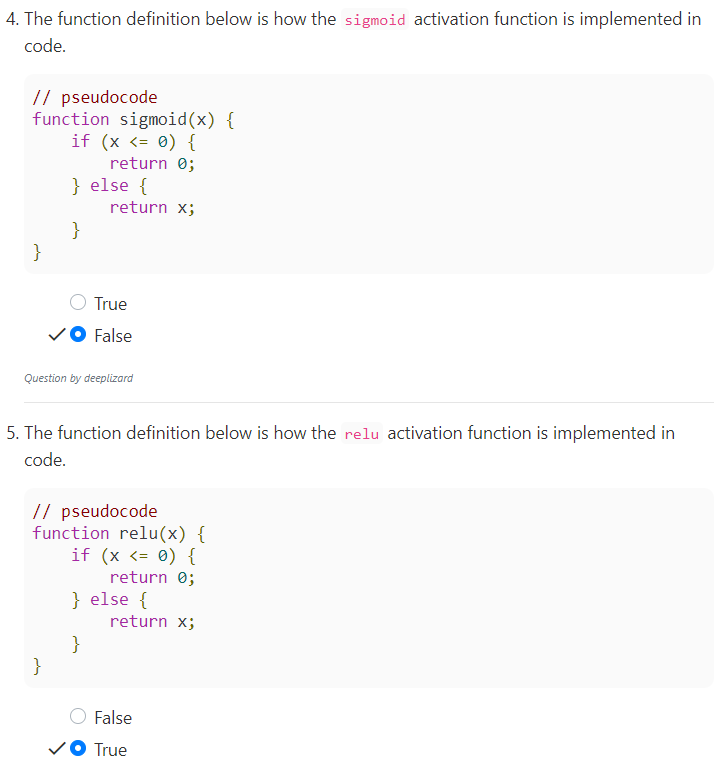 4. The function definition below is how the sigmoid activation function is implemented in
code.
// pseudocode
function sigmoid(x) {
    if (x <= 0) {
        return 0;
    } else {
        return x;
    }
}
True
False
Question by deeplizard
5. The function definition below is how the relu activation function is implemented in
code.
// pseudocode
function relu(x) {
    if (x <= 0) {
        return 0;
    } else {
        return x;
    }
}
False
True